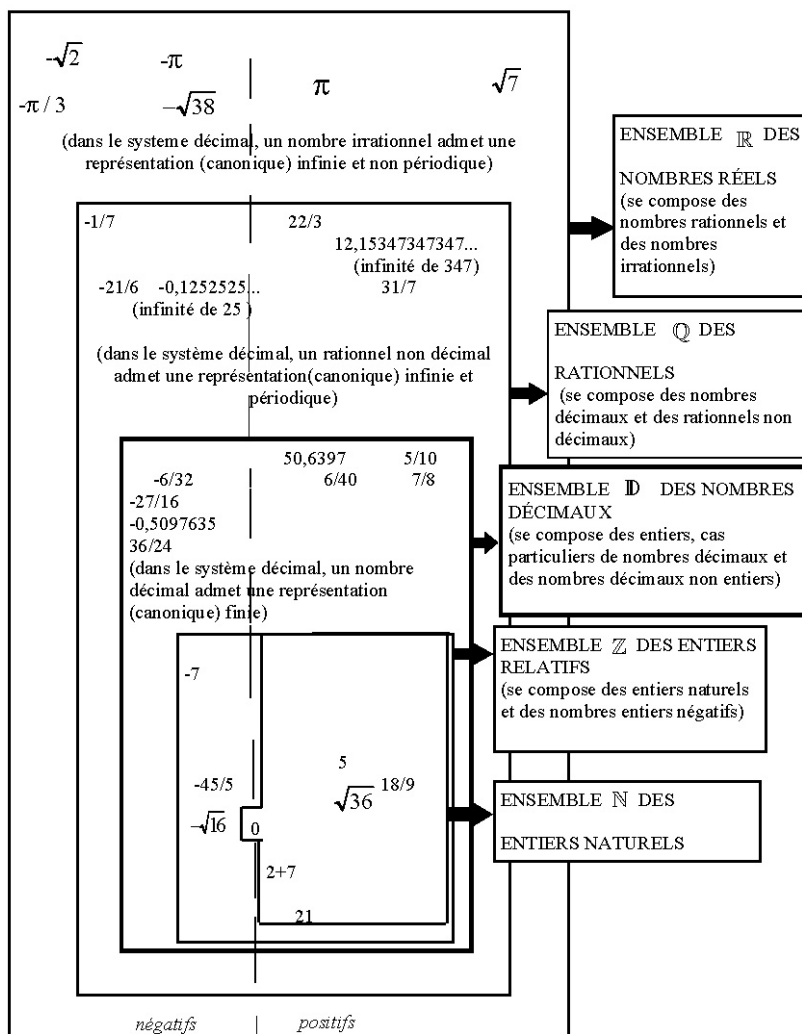 -√2 -π
π √7
-π / 3 -√38
(dans le systeme décimal, un nombre irrationnel admet une
représentation (canonique) infinie et non périodique)
-1/7 22/3
12,15347347347...
(infinité de 347)
-21/6 -0,1252525... 31/7
(infinité de 25 )
(dans le système décimal, un rationnel non décimal
admet une représentation(canonique) infinie et
périodique)
50,6397 5/10
-6/32 6/40 7/8
-27/16
-0,5097635
36/24
(dans le système décimal, un nombre
décimal admet une représentation
(canonique) finie)
-7
5
-45/5 √36 18/9
-√16 0
2+7
21
négatifs | positifs
ENSEMBLE ℝ DES
NOMBRES RÉELS
(se compose des
nombres rationnels et
des nombres
irrationnels)
ENSEMBLE ℚ DES
RATIONNELS
(se compose des nombres
décimaux et des rationnels non
décimaux)
ENSEMBLE 𝔻 DES NOMBRES
DÉCIMAUX
(se compose des entiers, cas
particuliers de nombres décimaux et
des nombres décimaux non entiers)
ENSEMBLE ℤ DES ENTIERS
RELATIFS
(se compose des entiers naturels
et des nombres entiers négatifs)
ENSEMBLE ℕ DES
ENTIERS NATURELS